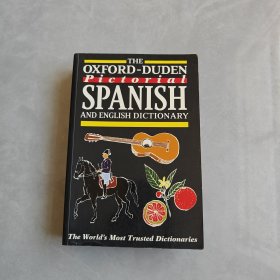 THE
OXFORD-DUDEN
Pictorial
SPANISH
AND ENGLISH DICTIONARY
The World's Most Trusted Dictionaries